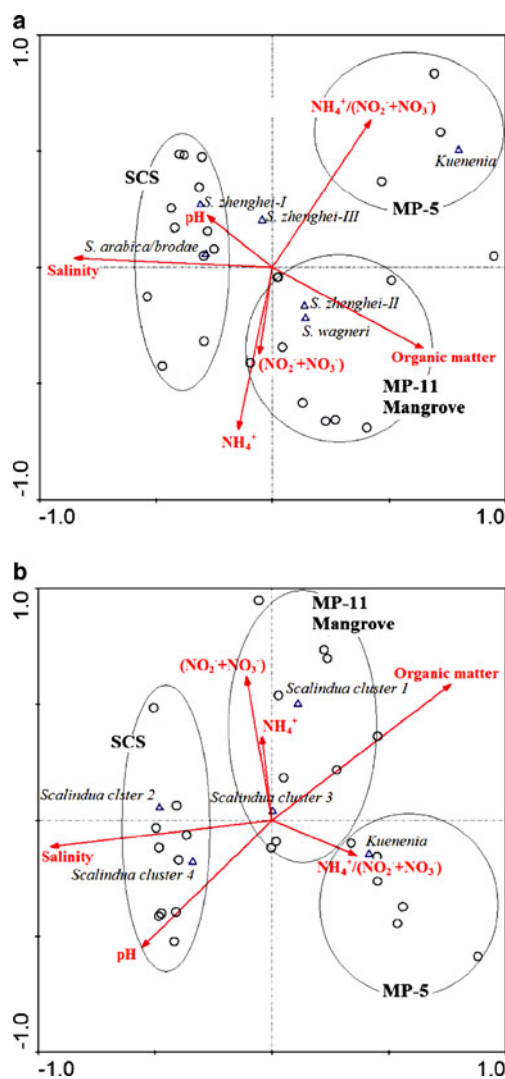 a
1.0
NH₄⁺/(NO₂⁻+NO₃⁻)
Kuenenia
SCS
MP-5
S. zhenghei-I
pH
S. zhenghei-III
S. arabica/brodae
Salinity
S. zhenghei-II
S. wagneri
Organic matter
(NO₂⁻+NO₃⁻)
MP-11
Mangrove
NH₄⁺
-1.0
-1.0
1.0
b
1.0
MP-11
Mangrove
(NO₂⁻+NO₃⁻)
Organic matter
Scalindua cluster 1
NH₄⁺
SCS
Scalindua clster 2
Scalindua cluster 3
Kuenenia
Salinity
NH₄⁺/(NO₂⁻+NO₃⁻)
Scalindua cluster 4
pH
MP-5
-1.0
-1.0
1.0